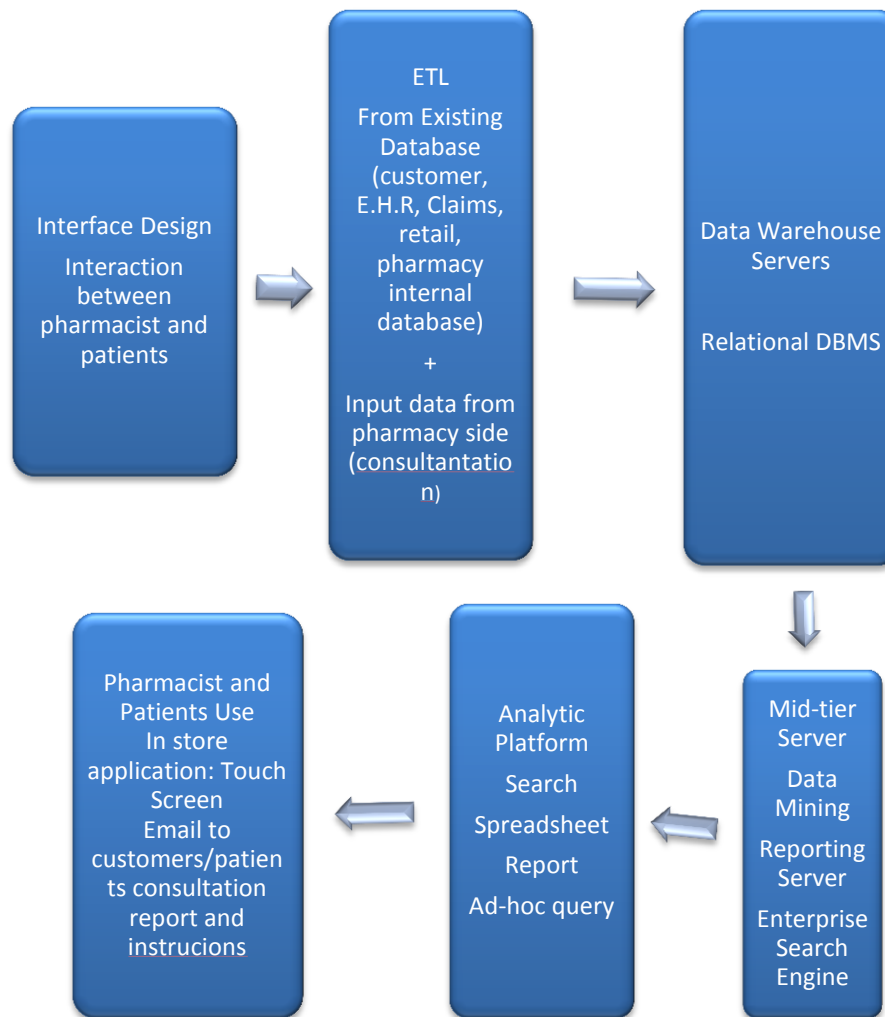 Interface Design
Interaction
between
pharmacist and
patients
ETL
From Existing
Database
(customer,
E.H.R, Claims,
retail,
pharmacy
internal
database)
+
Input data from
pharmacy side
(consultantatio
n)
Data Warehouse
Servers
Relational DBMS
Mid-tier
Server
Data
Mining
Reporting
Server
Enterprise
Search
Engine
Analytic
Platform
Search
Spreadsheet
Report
Ad-hoc query
Pharmacist and
Patients Use
In store
application: Touch
Screen
Email to
customers/patien
ts consultation
report and
instrucions